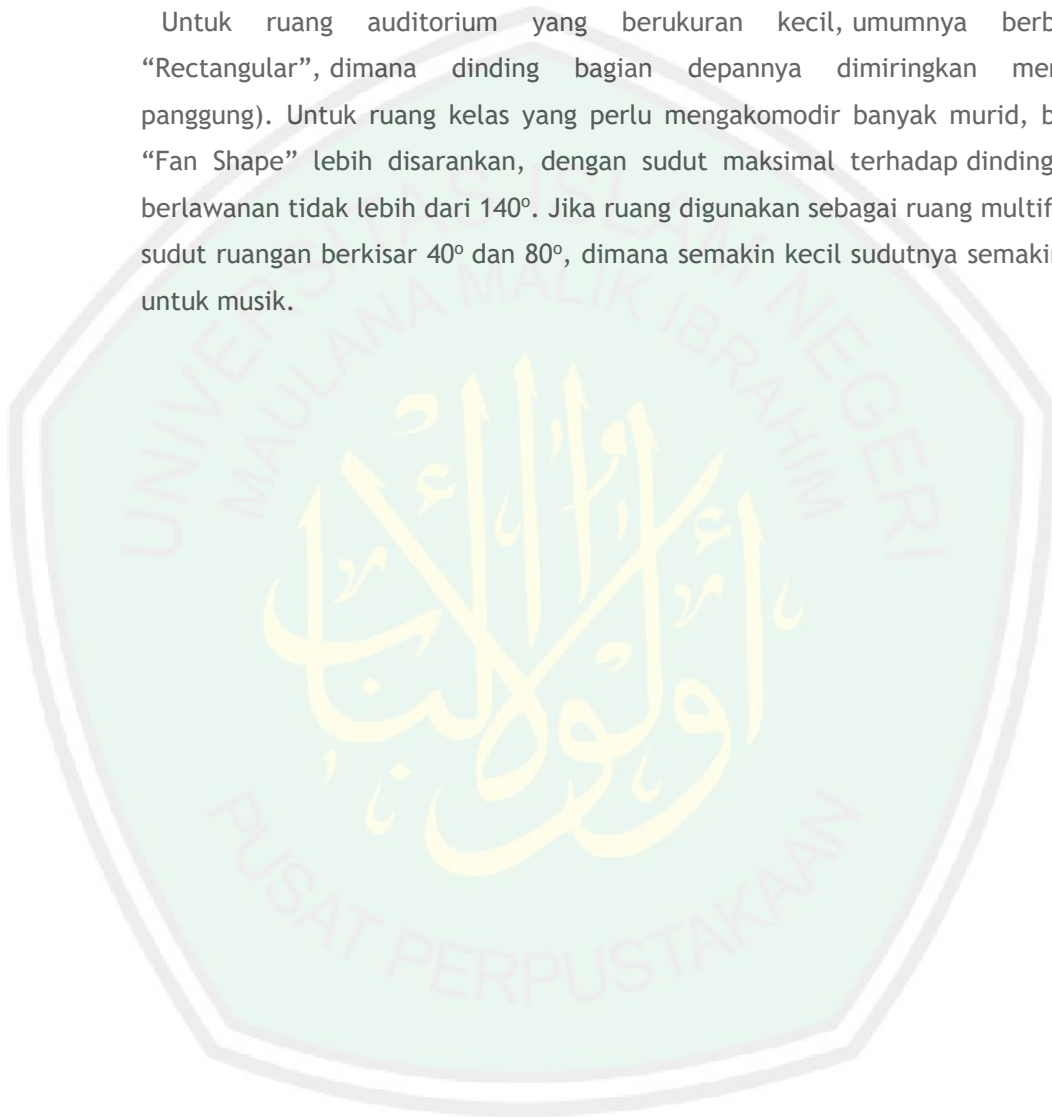 Untuk ruang auditorium yang berukuran kecil, umumnya
“Rectangular”, dimana dinding bagian depannya dimiringkan
panggung). Untuk ruang kelas yang perlu mengakomodir banyak murid,
“Fan Shape” lebih disarankan, dengan sudut maksimal terhadap dinding
berlawanan tidak lebih dari 140º. Jika ruang digunakan sebagai ruang
sudut ruangan berkisar 40º dan 80º, dimana semakin kecil sudutnya
untuk musik.
UNIVERSITAS ISLAM NEGERI
MAULANA MALIK IBRAHIM
أولوا الألباب
PUSAT PERPUSTAKAAN